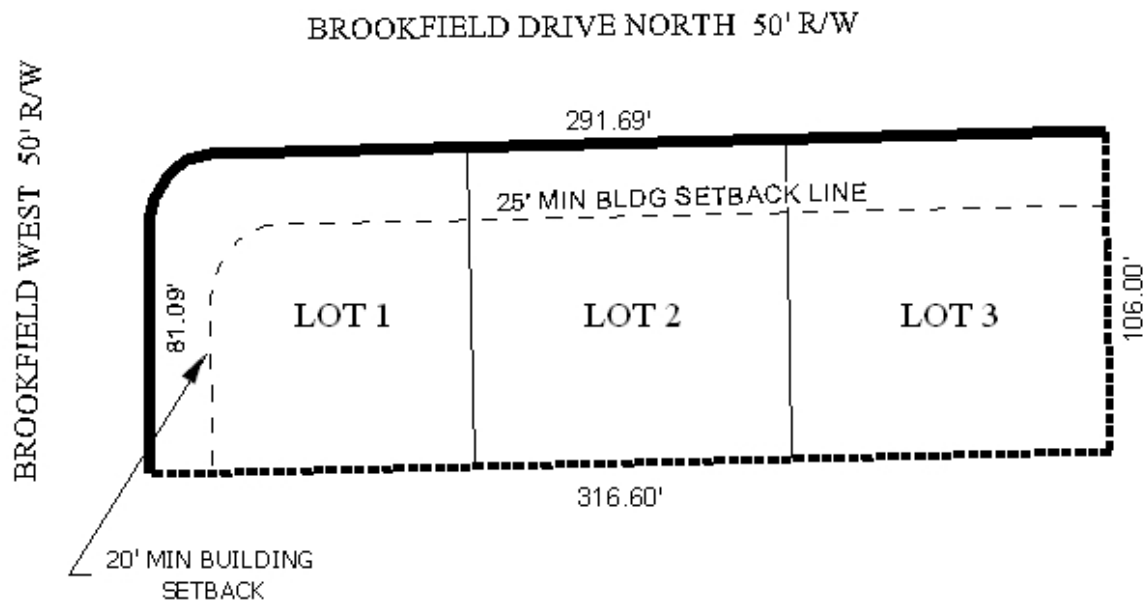 BROOKFIELD DRIVE NORTH 50' R/W
BROOKFIELD WEST 50' R/W
291.69'
25' MIN BLDG SETBACK LINE
81.09'
LOT 1
LOT 2
LOT 3
106.00'
316.60'
20' MIN BUILDING
SETBACK